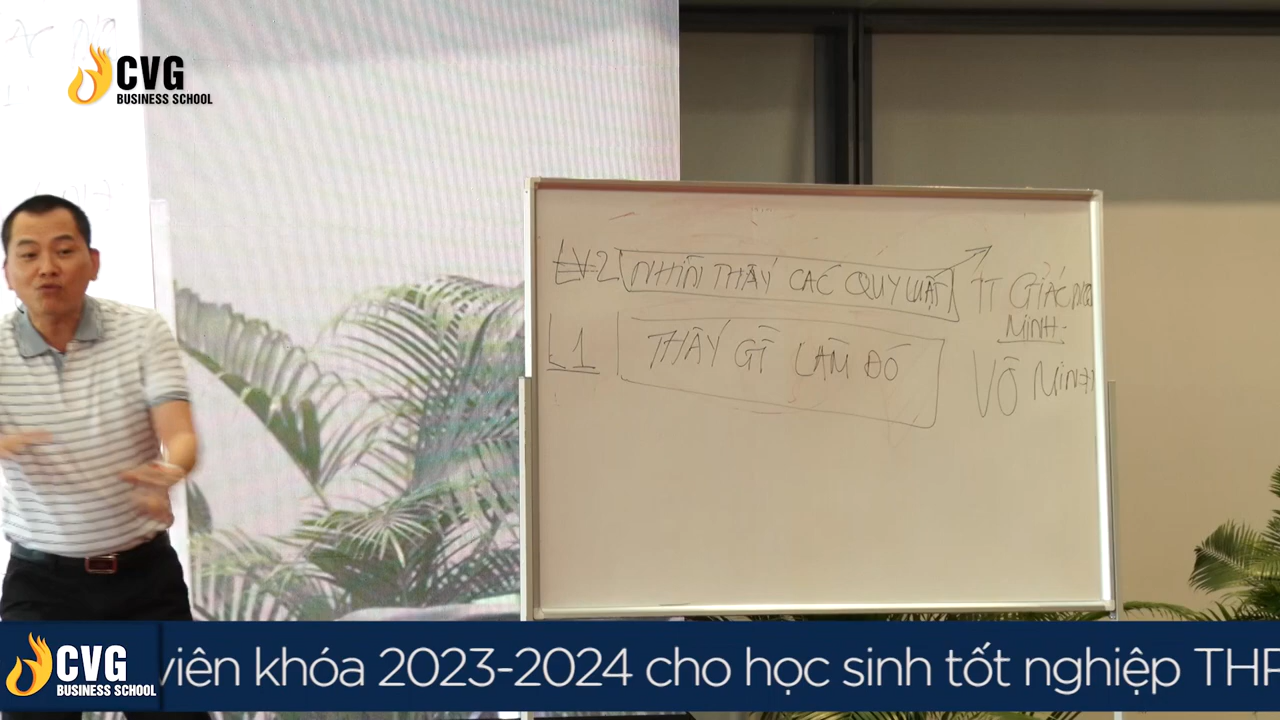 CVG
BUSINESS SCHOOL
LV2 NHÌN THẤY CÁC QUY LUẬT
TT GIÁC
MINH
L1 THẤY GÌ LÀM ĐÓ
VÔ MINH
CVG
BUSINESS SCHOOL
viên khóa 2023-2024 cho học sinh tốt nghiệp THP